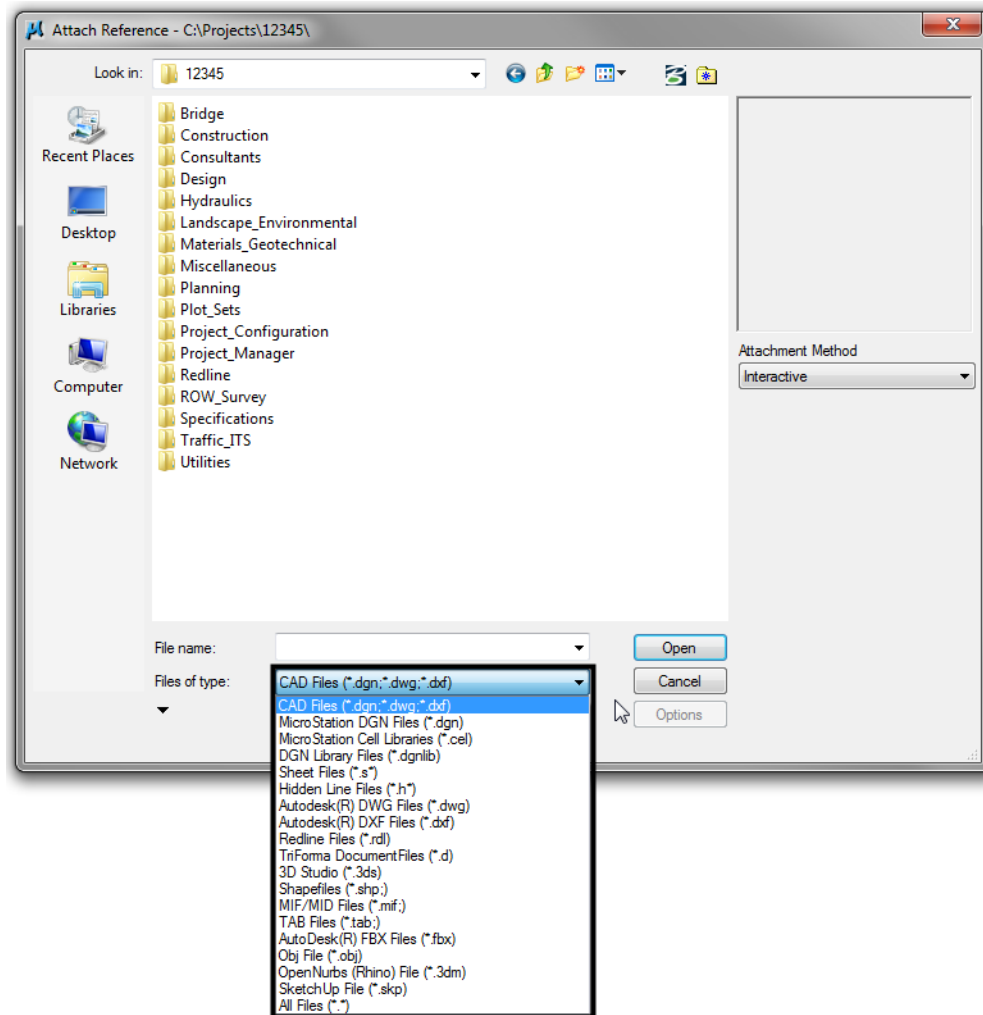 Attach Reference - C:\Projects\12345\
Look in: 12345
Recent Places
Desktop
Libraries
Computer
Network
Bridge
Construction
Consultants
Design
Hydraulics
Landscape_Environmental
Materials_Geotechnical
Miscellaneous
Planning
Plot_Sets
Project_Configuration
Project_Manager
Redline
ROW_Survey
Specifications
Traffic_ITS
Utilities
Attachment Method
Interactive
File name:
Open
Files of type: CAD Files (*.dgn;*.dwg;*.dxf)
Cancel
Options
CAD Files (*.dgn;*.dwg;*.dxf)
MicroStation DGN Files (*.dgn)
MicroStation Cell Libraries (*.cel)
DGN Library Files (*.dgnlib)
Sheet Files (*.s*)
Hidden Line Files (*.h*)
Autodesk(R) DWG Files (*.dwg)
Autodesk(R) DXF Files (*.dxf)
Redline Files (*.rdl)
TriForma DocumentFiles (*.d)
3D Studio (*.3ds)
Shapefiles (*.shp;)
MIF/MID Files (*.mif;)
TAB Files (*.tab;)
AutoDesk(R) FBX Files (*.fbx)
Obj File (*.obj)
OpenNurbs (Rhino) File (*.3dm)
SketchUp File (*.skp)
All Files (*.*)